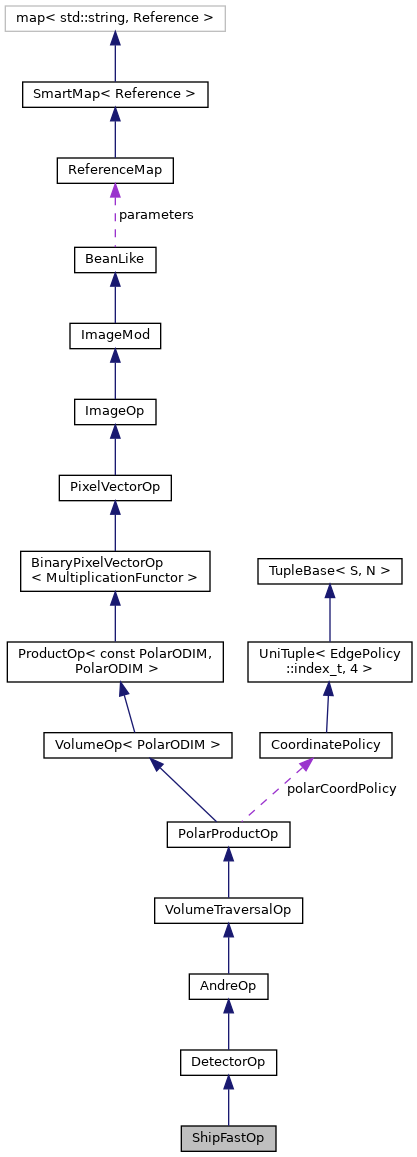 map< std::string, Reference >
SmartMap< Reference >
ReferenceMap
parameters
BeanLike
ImageMod
ImageOp
PixelVectorOp
BinaryPixelVectorOp
< MultiplicationFunctor >
TupleBase< S, N >
ProductOp< const PolarODIM,
PolarODIM >
UniTuple< EdgePolicy
::index_t, 4 >
VolumeOp< PolarODIM >
CoordinatePolicy
polarCoordPolicy
PolarProductOp
VolumeTraversalOp
AndreOp
DetectorOp
ShipFastOp